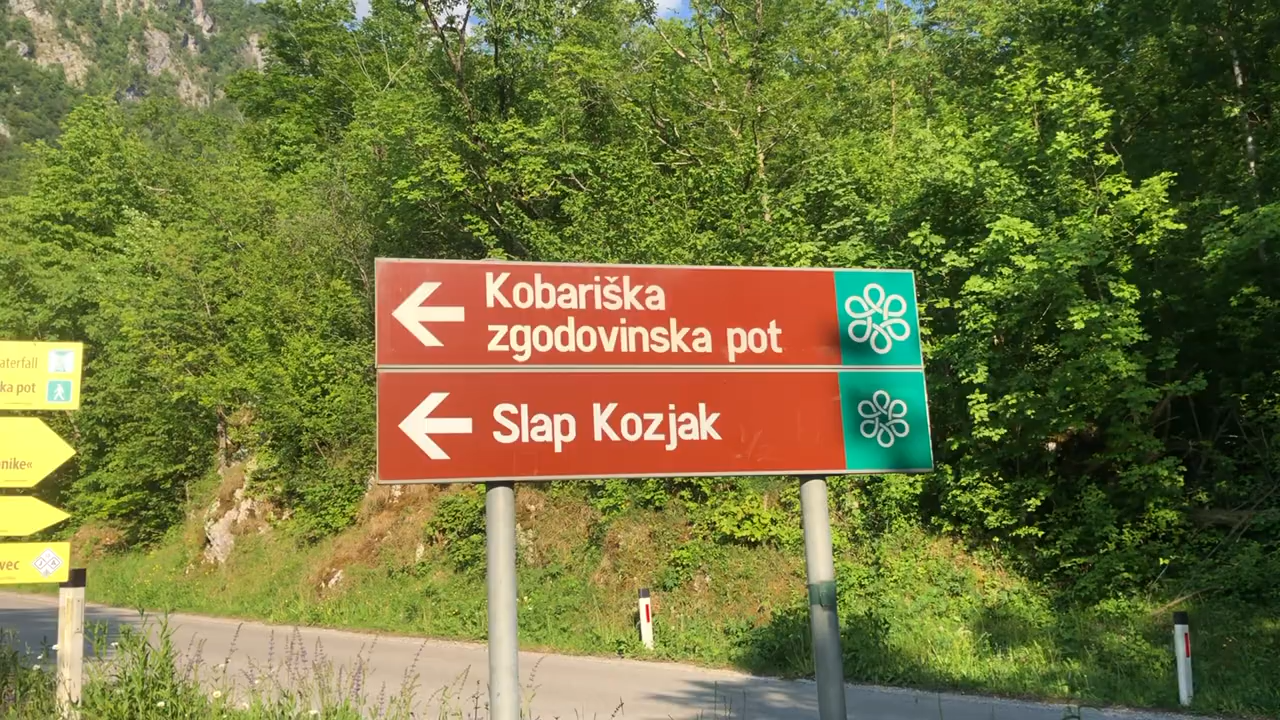 Kobariška
zgodovinska pot
Slap Kozjak
aterfall
ka pot
nike«
vec